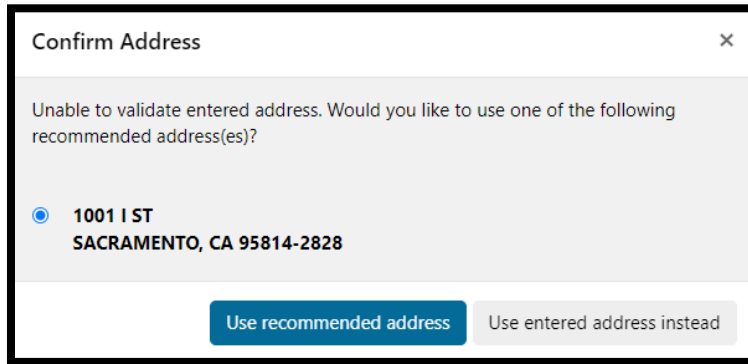 Confirm Address ×
Unable to validate entered address. Would you like to use one of the following
recommended address(es)?
1001 I ST
SACRAMENTO, CA 95814-2828
Use recommended address Use entered address instead